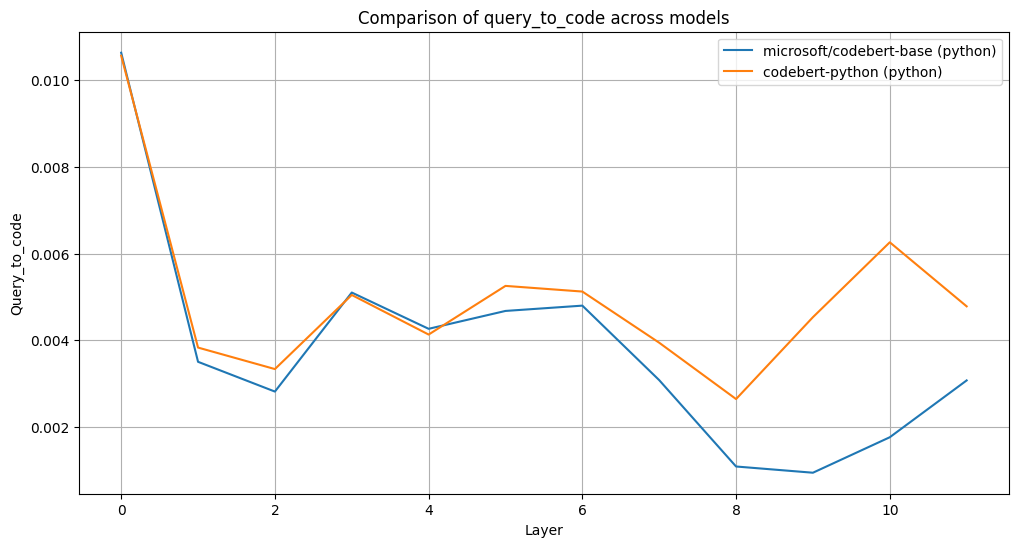 Comparison of query_to_code across models
microsoft/codebert-base (python)
codebert-python (python)
Query_to_code
0.010
0.008
0.006
0.004
0.002
0 2 4 6 8 10
Layer